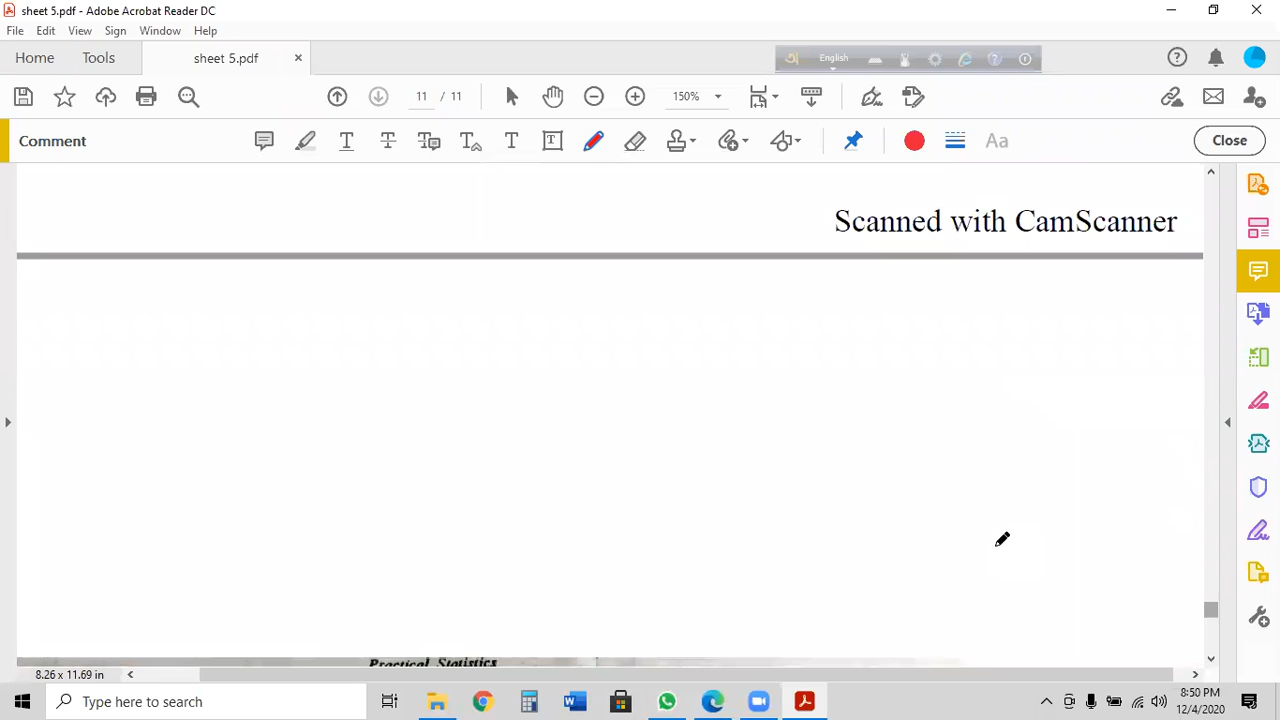 sheet 5.pdf - Adobe Acrobat Reader DC
File Edit View Sign Window Help
Home Tools sheet 5.pdf English
11 / 11 150%
Comment Aa Close
Scanned with CamScanner
Practical Statistics
8.26 x 11.69 in
Type here to search
8:50 PM
12/4/2020